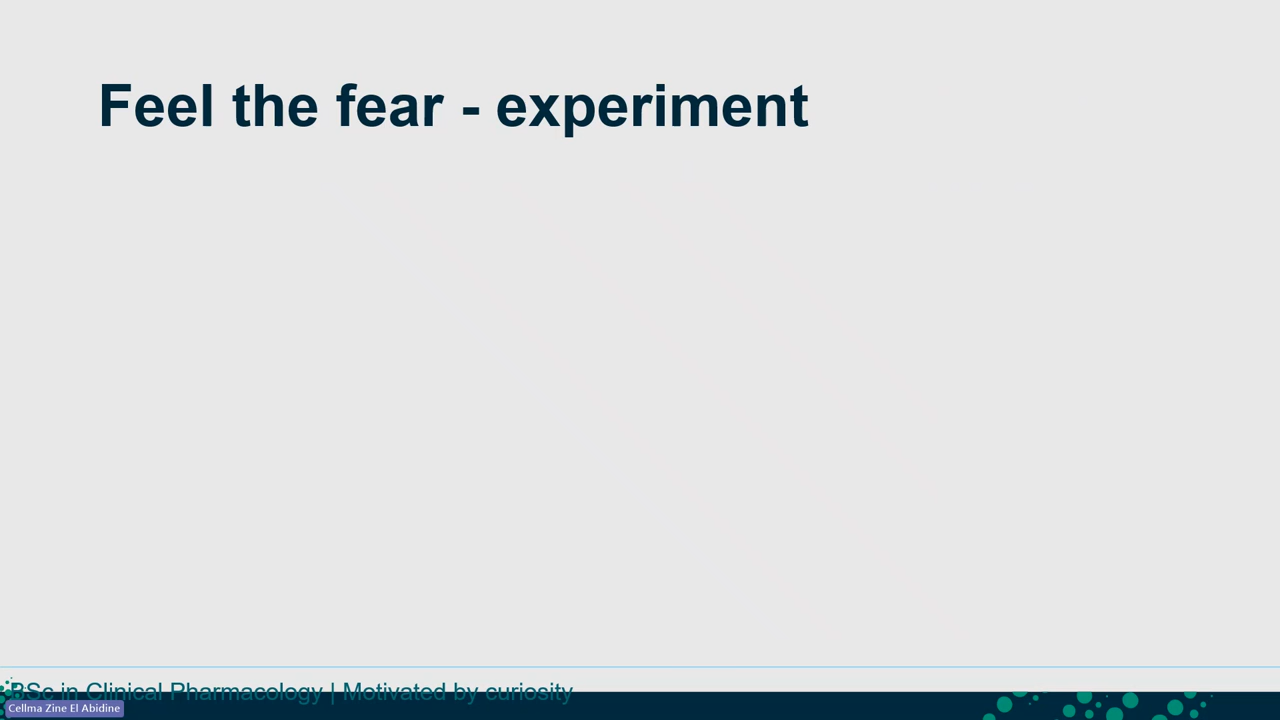 Feel the fear - experiment
BSc in Clinical Pharmacology | Motivated by curiosity
Cellma Zine El Abidine